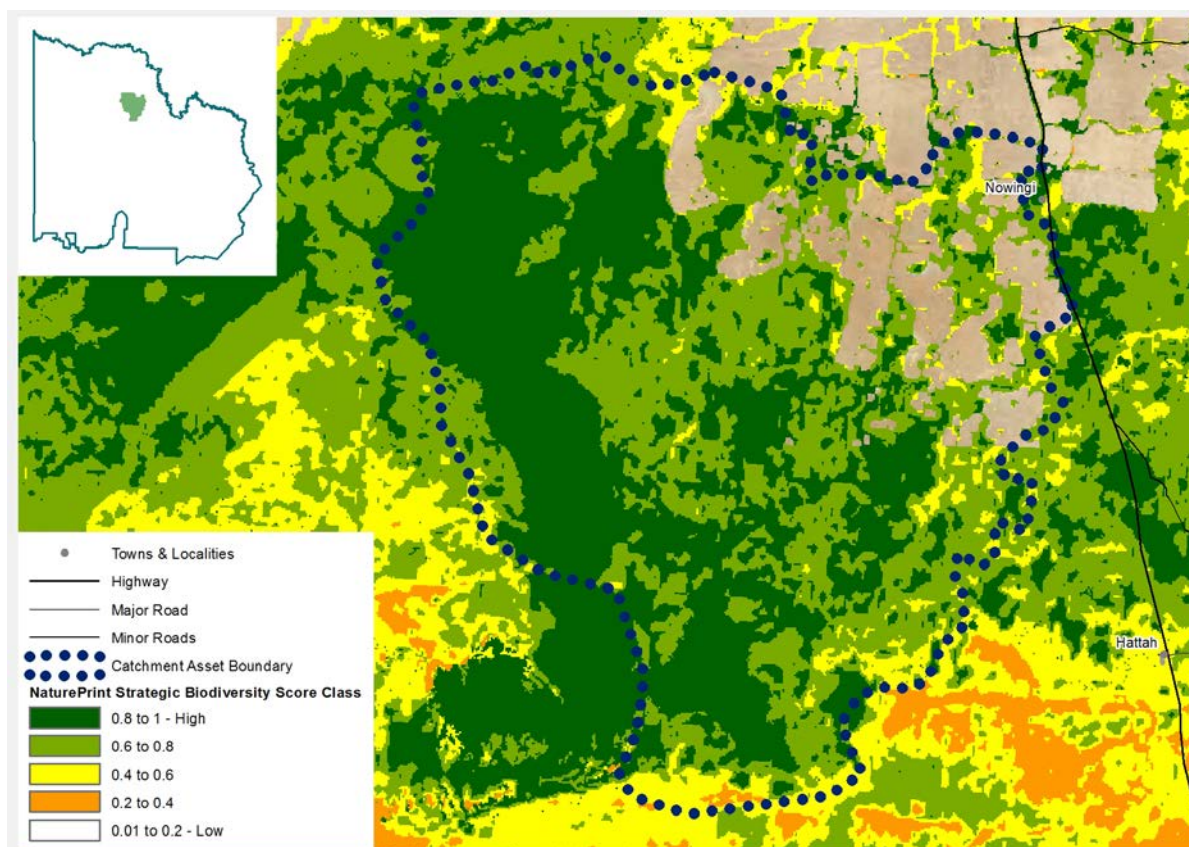 Nowingi
Hattah
Towns & Localities
Highway
Major Road
Minor Roads
Catchment Asset Boundary
NaturePrint Strategic Biodiversity Score Class
0.8 to 1 - High
0.6 to 0.8
0.4 to 0.6
0.2 to 0.4
0.01 to 0.2 - Low